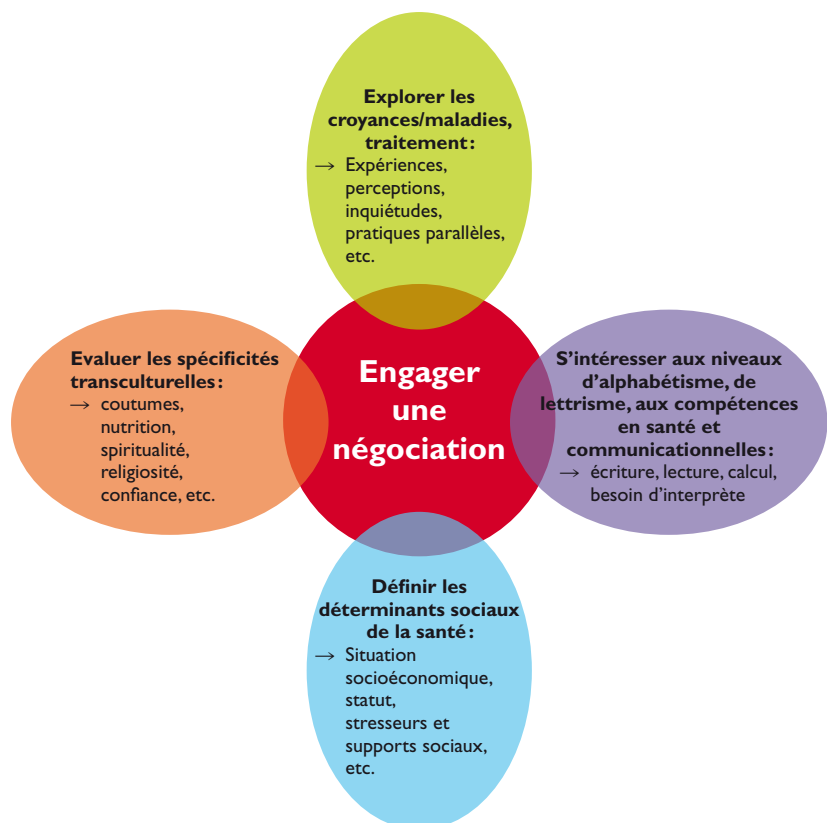 Explorer les
croyances/maladies,
traitement:
→ Expériences,
perceptions,
inquiétudes,
pratiques parallèles,
etc.
Evaluer les spécificités
transculturelles:
→ coutumes,
nutrition,
spiritualité,
religiosité,
confiance, etc.
Engager
une
négociation
S’intéresser aux niveaux
d’alphabétisme, de
lettrisme, aux compétences
en santé et
communicationnelles:
→ écriture, lecture, calcul,
besoin d’interprète
Définir les
déterminants sociaux
de la santé:
→ Situation
socioéconomique,
statut,
stresseurs et
supports sociaux,
etc.